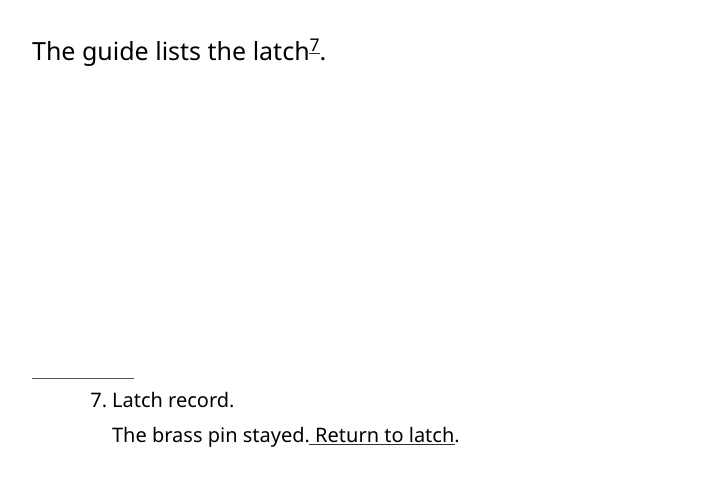 The guide lists the latch7.
7. Latch record.
The brass pin stayed. Return to latch.